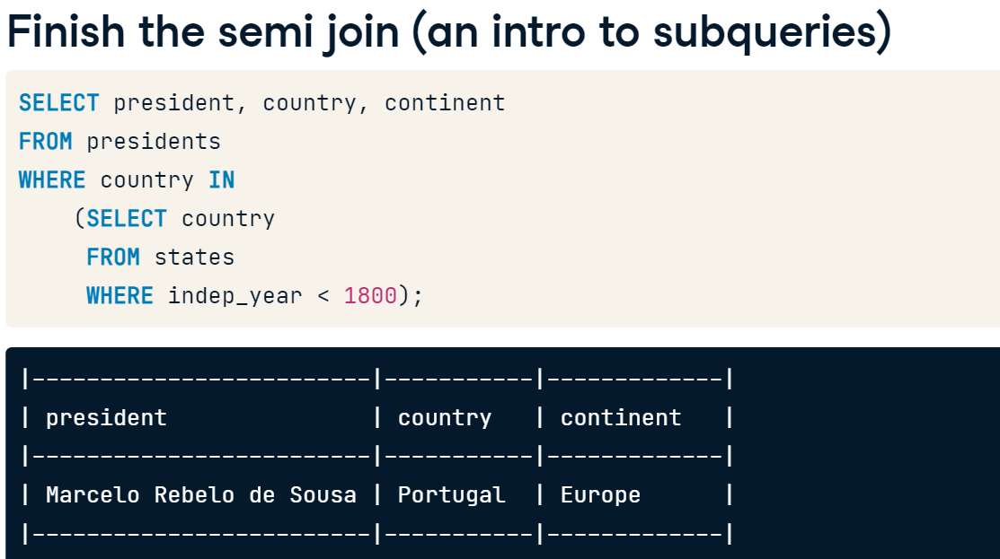 Finish the semi join (an intro to subqueries)
SELECT president, country, continent
FROM presidents
WHERE country IN
    (SELECT country
     FROM states
     WHERE indep_year < 1800);
|-------------------------|-----------|-------------|
| president               | country   | continent   |
|-------------------------|-----------|-------------|
| Marcelo Rebelo de Sousa | Portugal  | Europe      |
|-------------------------|-----------|-------------|